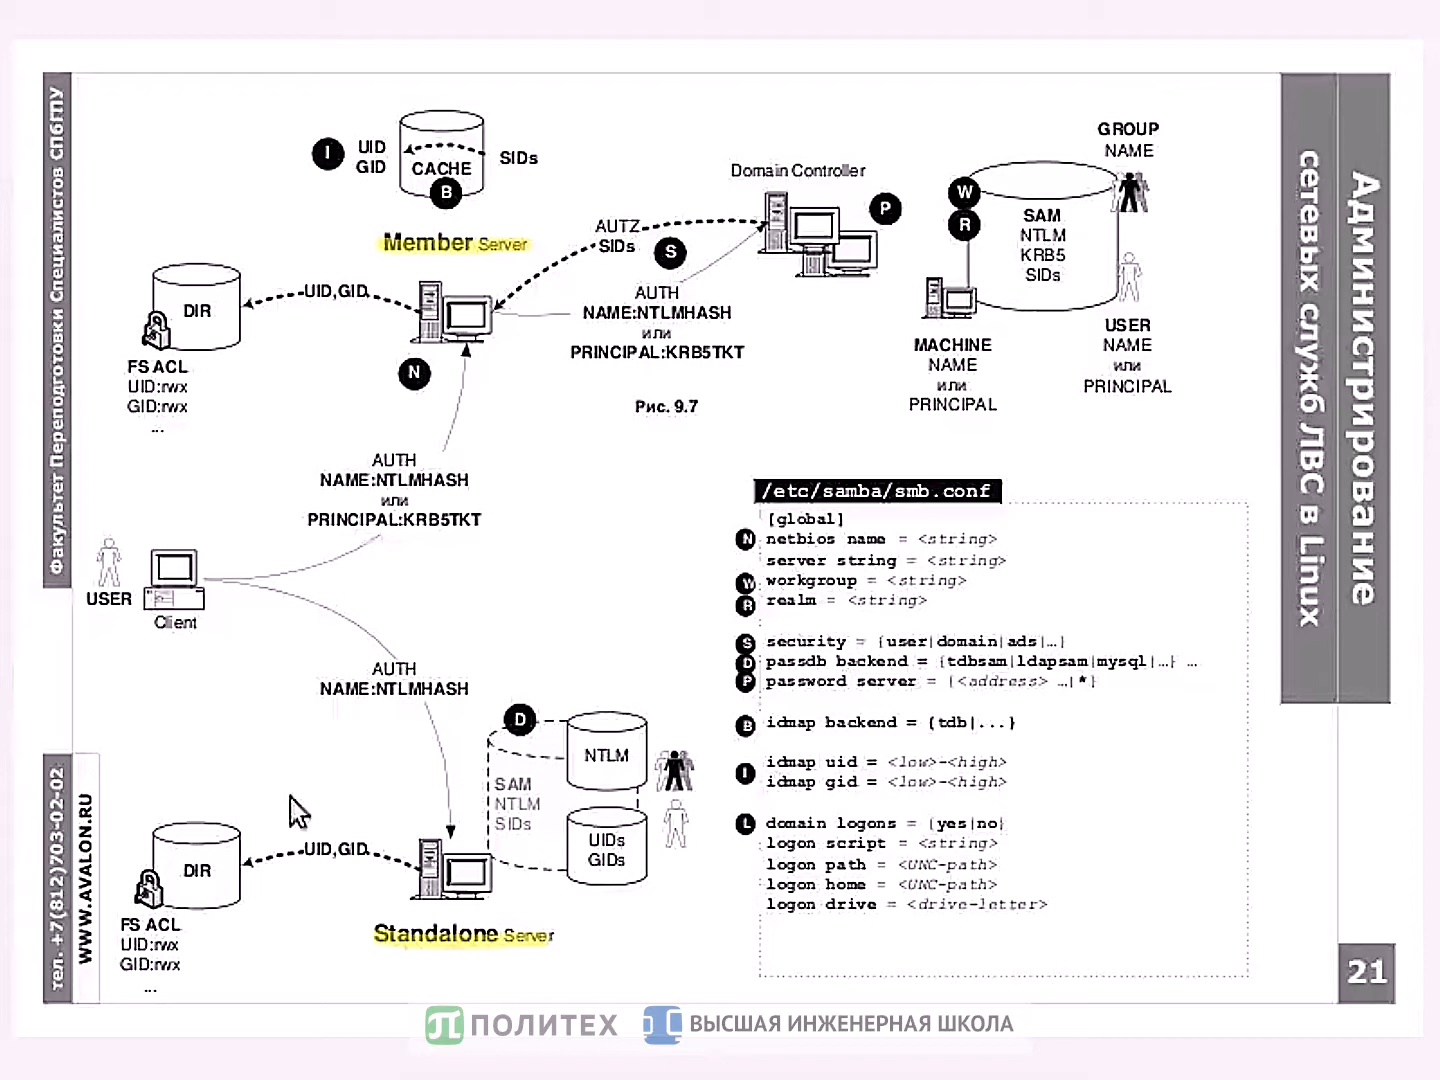 Факультет Переподготовки Специалистов СПбГПУ
тел. +7(812)703-02-02
WWW.AVALON.RU
I
UID
GID
CACHE
SIDs
B
Member Server
DIR
UID,GID
FS ACL
UID:rwx
GID:rwx
...
N
AUTZ
SIDs
S
Domain Controller
P
AUTH
NAME:NTLMHASH
или
PRINCIPAL:KRB5TKT
Рис. 9.7
W
R
SAM
NTLM
KRB5
SIDs
GROUP
NAME
MACHINE
NAME
или
PRINCIPAL
USER
NAME
или
PRINCIPAL
AUTH
NAME:NTLMHASH
или
PRINCIPAL:KRB5TKT
USER
Client
AUTH
NAME:NTLMHASH
D
SAM
NTLM
SIDs
NTLM
UIDs
GIDs
DIR
UID,GID
FS ACL
UID:rwx
GID:rwx
...
Standalone Server
/etc/samba/smb.conf
[global]
N netbios name = <string>
server string = <string>
W workgroup = <string>
R realm = <string>
S security = {user|domain|ads|…}
D passdb backend = {tdbsam|ldapsam|mysql|…} …
P password server = {<address> …|*}
B idmap backend = {tdb|...}
I idmap uid = <low>-<high>
idmap gid = <low>-<high>
L domain logons = {yes|no}
logon script = <string>
logon path = <UNC-path>
logon home = <UNC-path>
logon drive = <drive-letter>
Администрирование
сетевых служб ЛВС в Linux
21
ПОЛИТЕХ
ВЫСШАЯ ИНЖЕНЕРНАЯ ШКОЛА